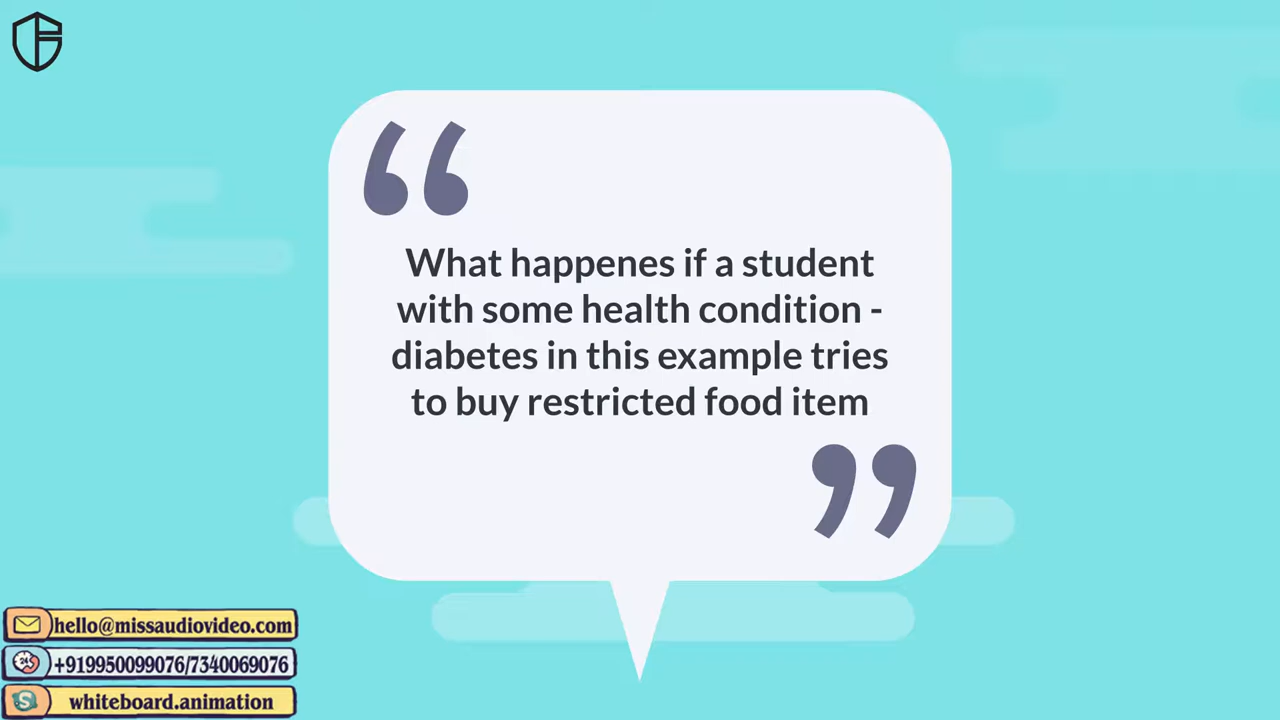 What happenes if a student
with some health condition -
diabetes in this example tries
to buy restricted food item
hello@missaudiovideo.com
+919950099076/7340069076
whiteboard.animation